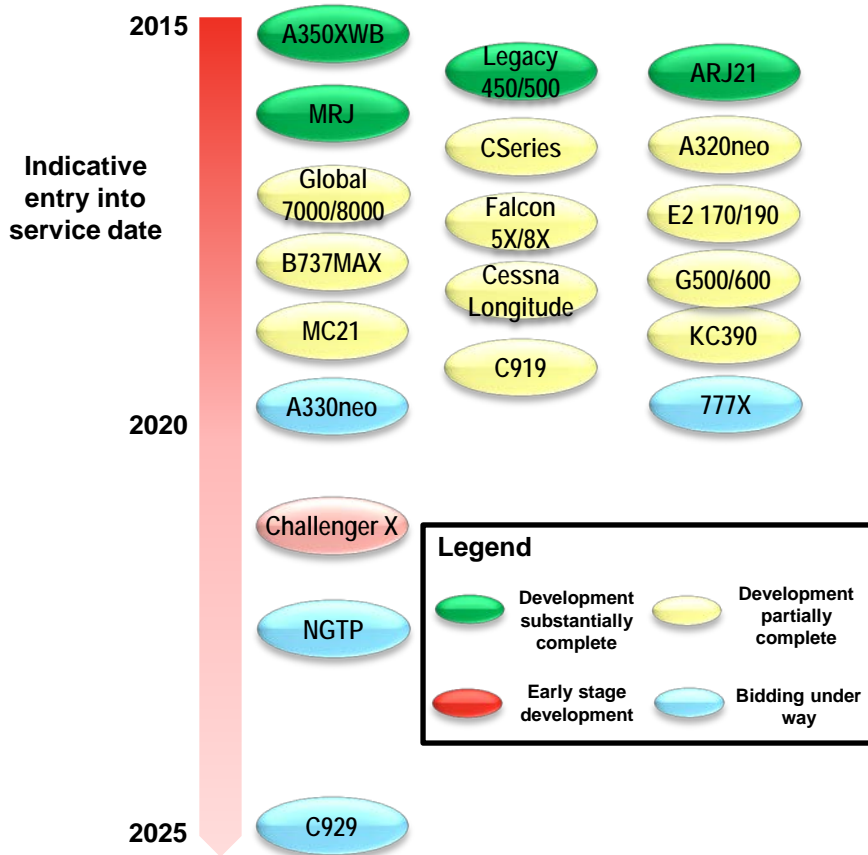 2015
A350XWB
Legacy
450/500
ARJ21
MRJ
CSeries
A320neo
Indicative
entry into
service date
Global
7000/8000
Falcon
5X/8X
E2 170/190
B737MAX
Cessna
Longitude
G500/600
MC21
KC390
C919
A330neo
777X
2020
Challenger X
Legend
Development
substantially
complete
Development
partially
complete
NGTP
Early stage
development
Bidding under
way
2025
C929